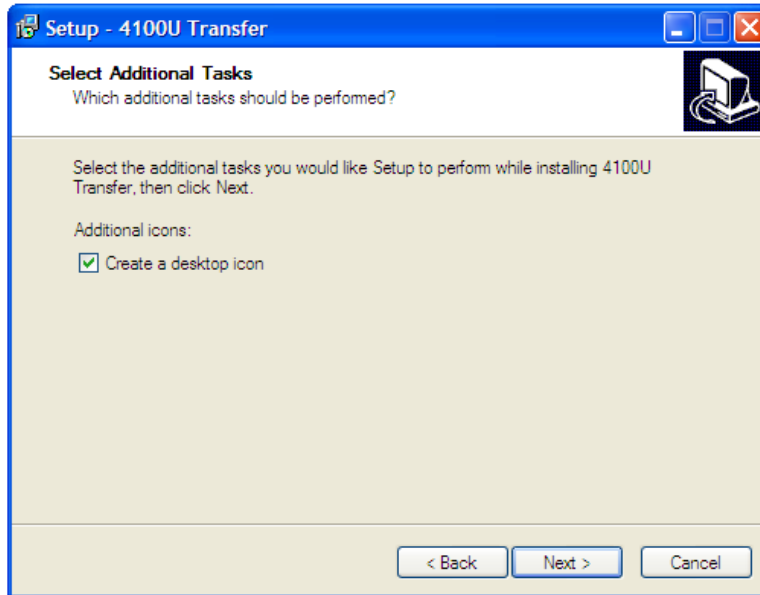 Setup - 4100U Transfer
Select Additional Tasks
Which additional tasks should be performed?
Select the additional tasks you would like Setup to perform while installing 4100U
Transfer, then click Next.
Additional icons:
Create a desktop icon
< Back
Next >
Cancel